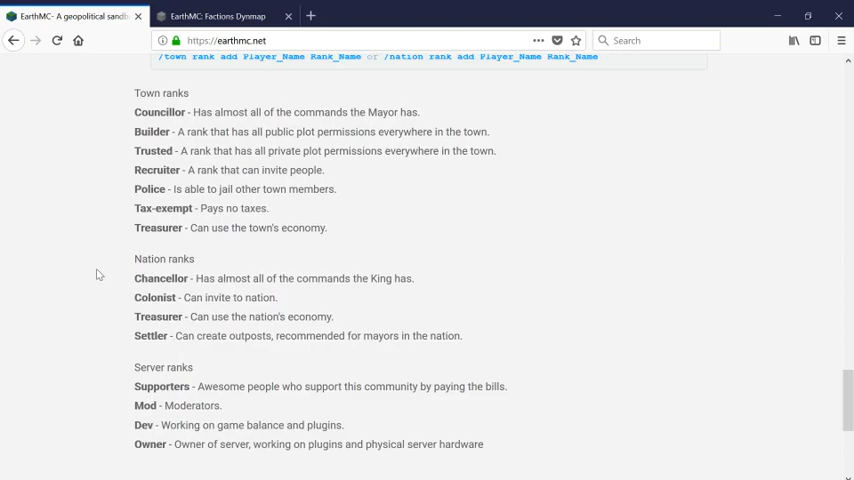 EarthMC- A geopolitical sandb
EarthMC: Factions Dynmap
https://earthmc.net
Search
/town rank add Player_Name Rank_Name or /nation rank add Player_Name Rank_Name
Town ranks
Councillor - Has almost all of the commands the Mayor has.
Builder - A rank that has all public plot permissions everywhere in the town.
Trusted - A rank that has all private plot permissions everywhere in the town.
Recruiter - A rank that can invite people.
Police - Is able to jail other town members.
Tax-exempt - Pays no taxes.
Treasurer - Can use the town's economy.
Nation ranks
Chancellor - Has almost all of the commands the King has.
Colonist - Can invite to nation.
Treasurer - Can use the nation's economy.
Settler - Can create outposts, recommended for mayors in the nation.
Server ranks
Supporters - Awesome people who support this community by paying the bills.
Mod - Moderators.
Dev - Working on game balance and plugins.
Owner - Owner of server, working on plugins and physical server hardware